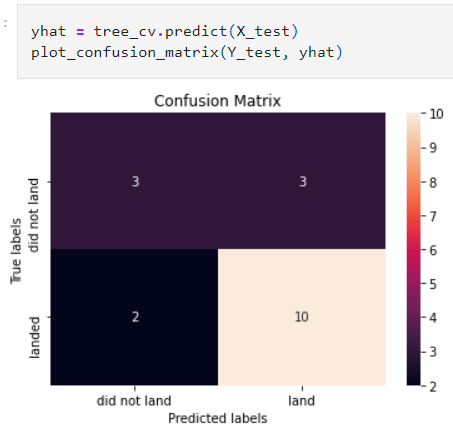 :
yhat = tree_cv.predict(X_test)
plot_confusion_matrix(Y_test, yhat)
Confusion Matrix
True labels
did not land
landed
3
3
2
10
did not land
land
Predicted labels
10
9
8
7
6
5
4
3
2